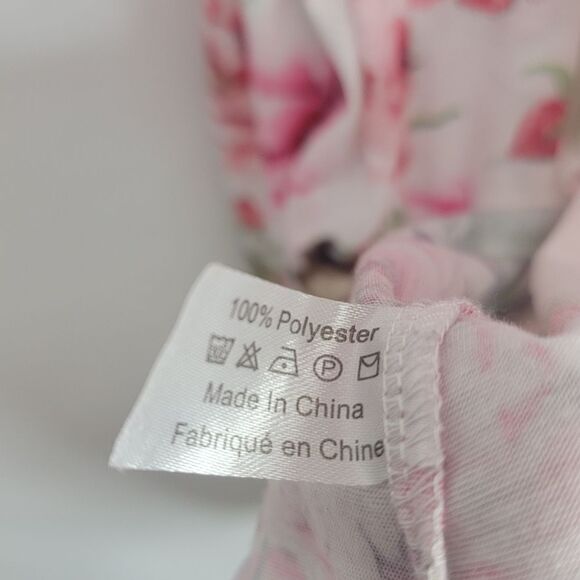 100% Polyester
P
Made In China
Fabriqué en Chine